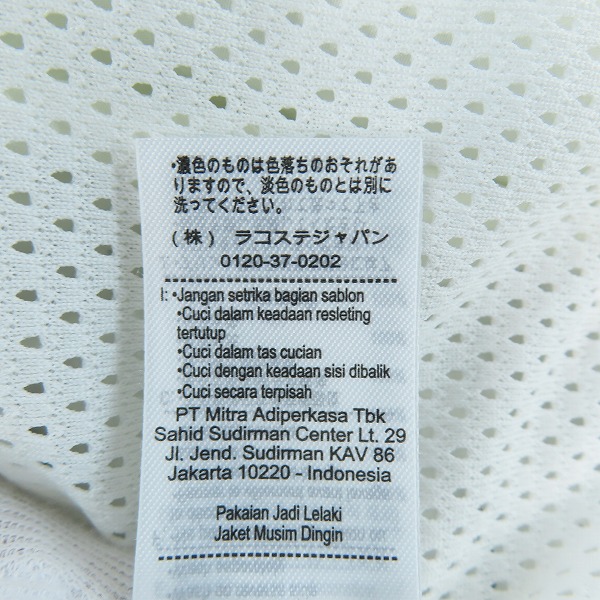 •濃色のものは色落ちのおそれがあ
りますので、淡色のものとは別に
洗ってください。
（株） ラコステジャパン
0120-37-0202
I: •Jangan setrika bagian sablon
•Cuci dalam keadaan resleting
tertutup
•Cuci dalam tas cucian
•Cuci dengan keadaan sisi dibalik
•Cuci secara terpisah
PT Mitra Adiperkasa Tbk
Sahid Sudirman Center Lt. 29
Jl. Jend. Sudirman KAV 86
Jakarta 10220 - Indonesia
Pakaian Jadi Lelaki
Jaket Musim Dingin